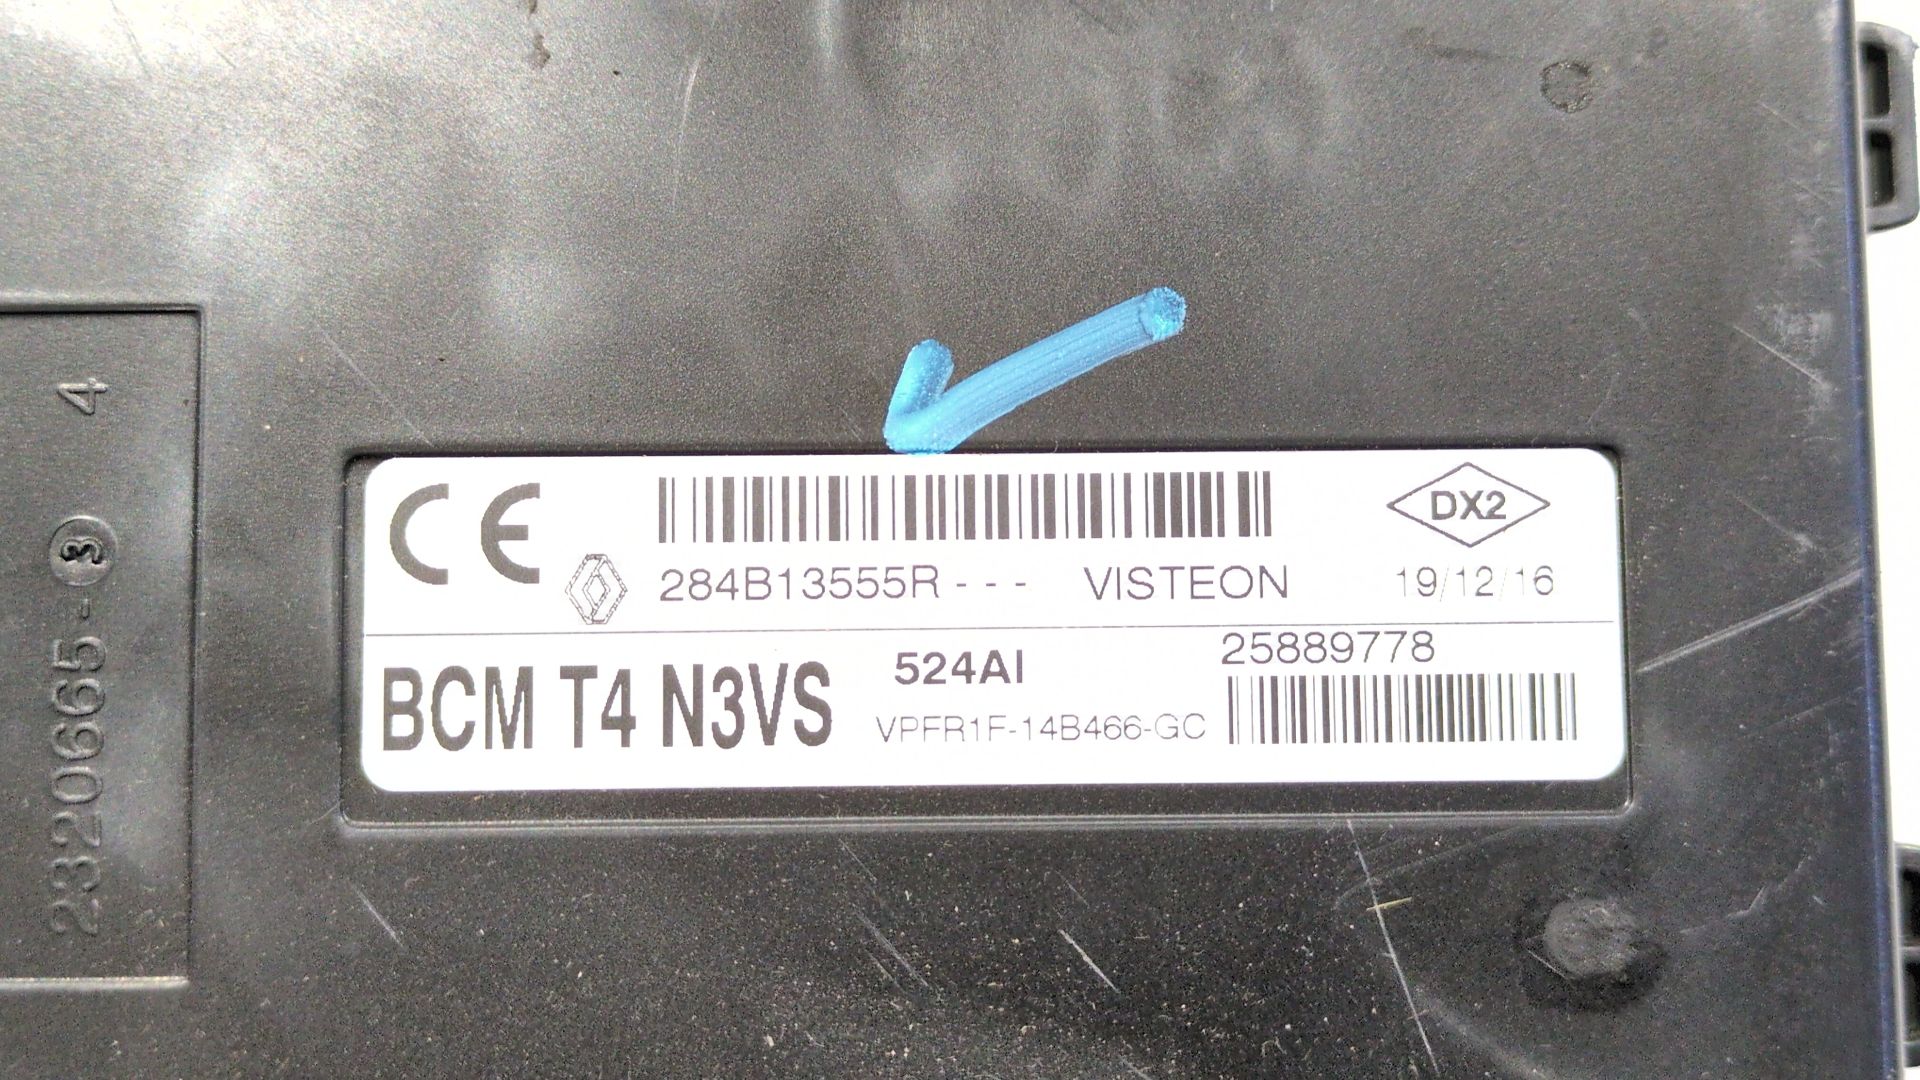 CE
DX2
284B13555R - - - VISTEON 19/12/16
BCM T4 N3VS
524AI
VPFR1F-14B466-GC
25889778
2320665-3 4